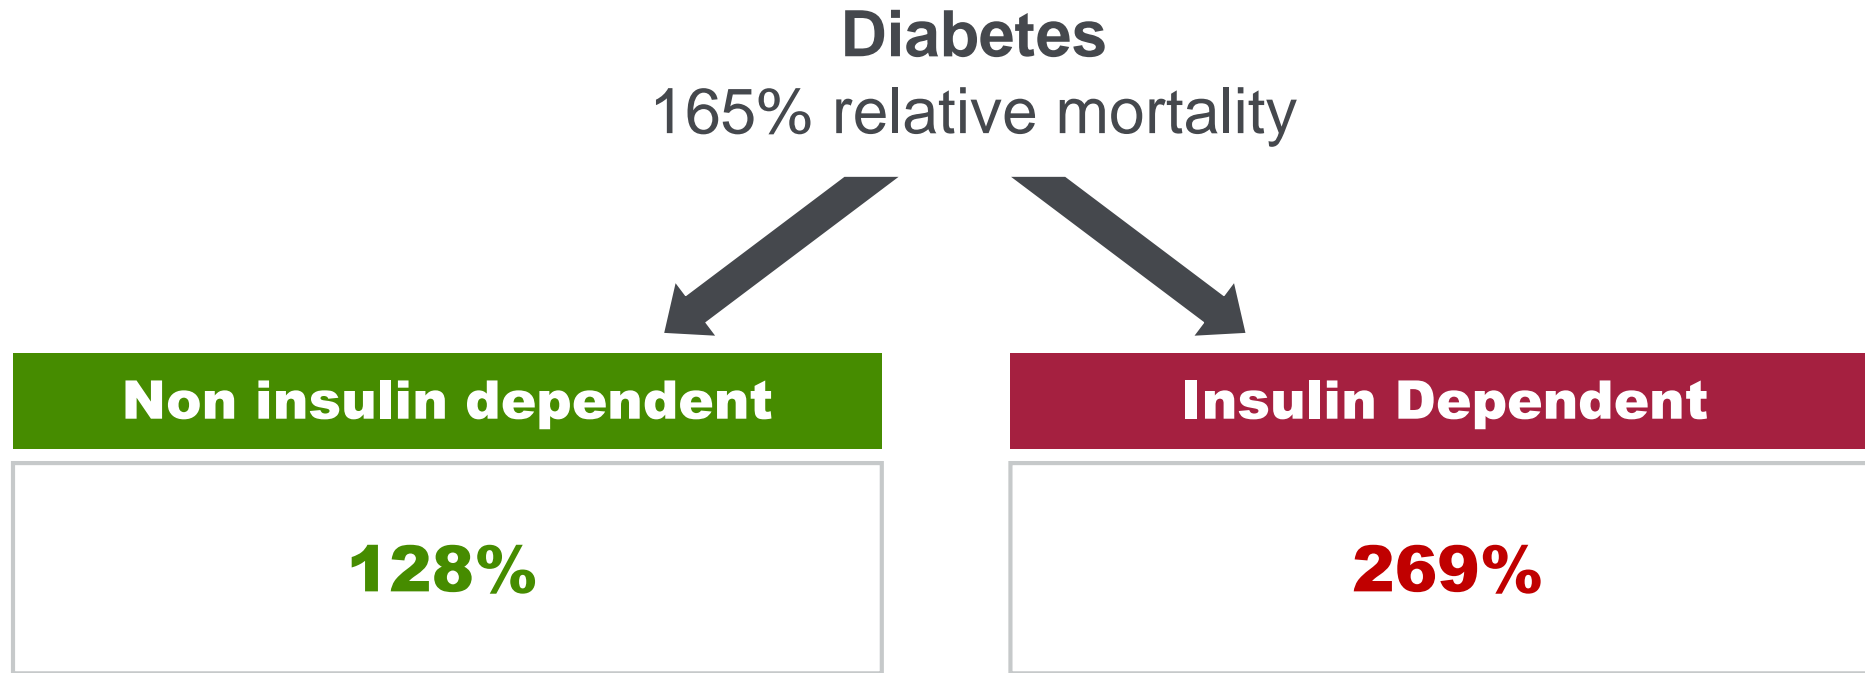 Diabetes
165% relative mortality
Non insulin dependent
Insulin Dependent
128%
269%